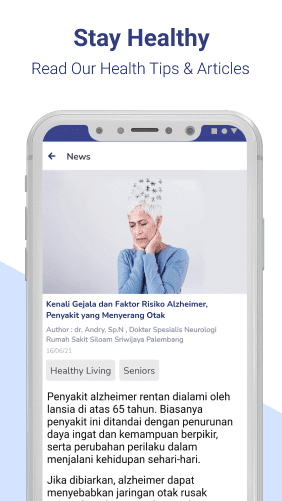 Stay Healthy
Read Our Health Tips & Articles
News
Kenali Gejala dan Faktor Risiko Alzheimer,
Penyakit yang Menyerang Otak
Author : dr. Andry, Sp.N , Dokter Spesialis Neurologi
Rumah Sakit Siloam Sriwijaya Palembang
16/06/21
Healthy Living
Seniors
Penyakit alzheimer rentan dialami oleh
lansia di atas 65 tahun. Biasanya
penyakit ini ditandai dengan penurunan
daya ingat dan kemampuan berpikir,
serta perubahan perilaku dalam
menjalani kehidupan sehari-hari.
Jika dibiarkan, alzheimer dapat
menyebabkan jaringan otak rusak